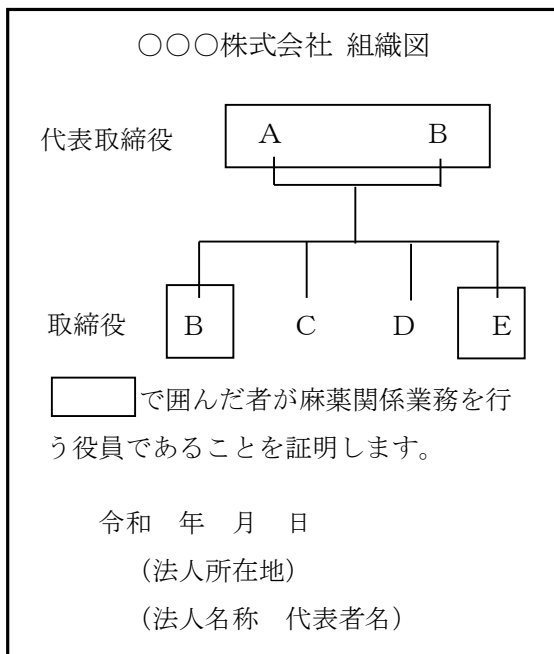 ○○○株式会社 組織図
代表取締役 A B
取締役 B C D E
で囲んだ者が麻薬関係業務を行
う役員であることを証明します。
令和 年 月 日
（法人所在地）
（法人名称 代表者名）